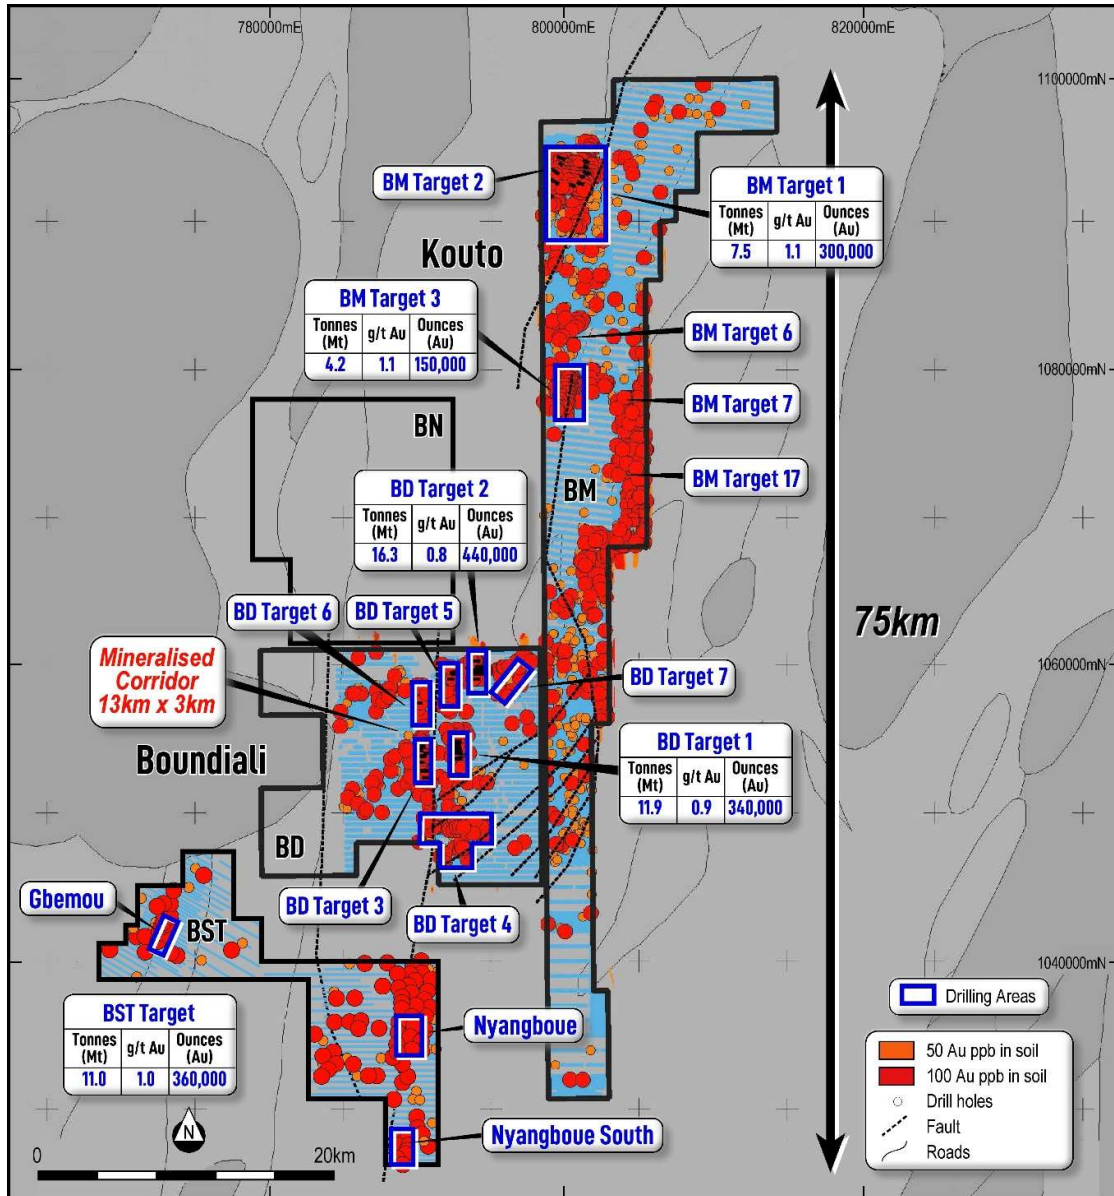 780000mE
800000mE
820000mE
1100000mN
BM Target 2
BM Target 1
Tonnes (Mt) g/t Au Ounces (Au)
7.5 1.1 300,000
Kouto
BM Target 3
Tonnes (Mt) g/t Au Ounces (Au)
4.2 1.1 150,000
BM Target 6
1080000mN
BM Target 7
BN
BM Target 17
BM
BD Target 2
Tonnes (Mt) g/t Au Ounces (Au)
16.3 0.8 440,000
BD Target 6
BD Target 5
75km
Mineralised
Corridor
13km x 3km
1060000mN
BD Target 7
Boundiali
BD Target 1
Tonnes (Mt) g/t Au Ounces (Au)
11.9 0.9 340,000
BD
BD Target 3
BD Target 4
Gbemou
BST
1040000mN
BST Target
Tonnes (Mt) g/t Au Ounces (Au)
11.0 1.0 360,000
Nyangboue
Nyangboue South
N
0
20km
Drilling Areas
50 Au ppb in soil
100 Au ppb in soil
Drill holes
Fault
Roads